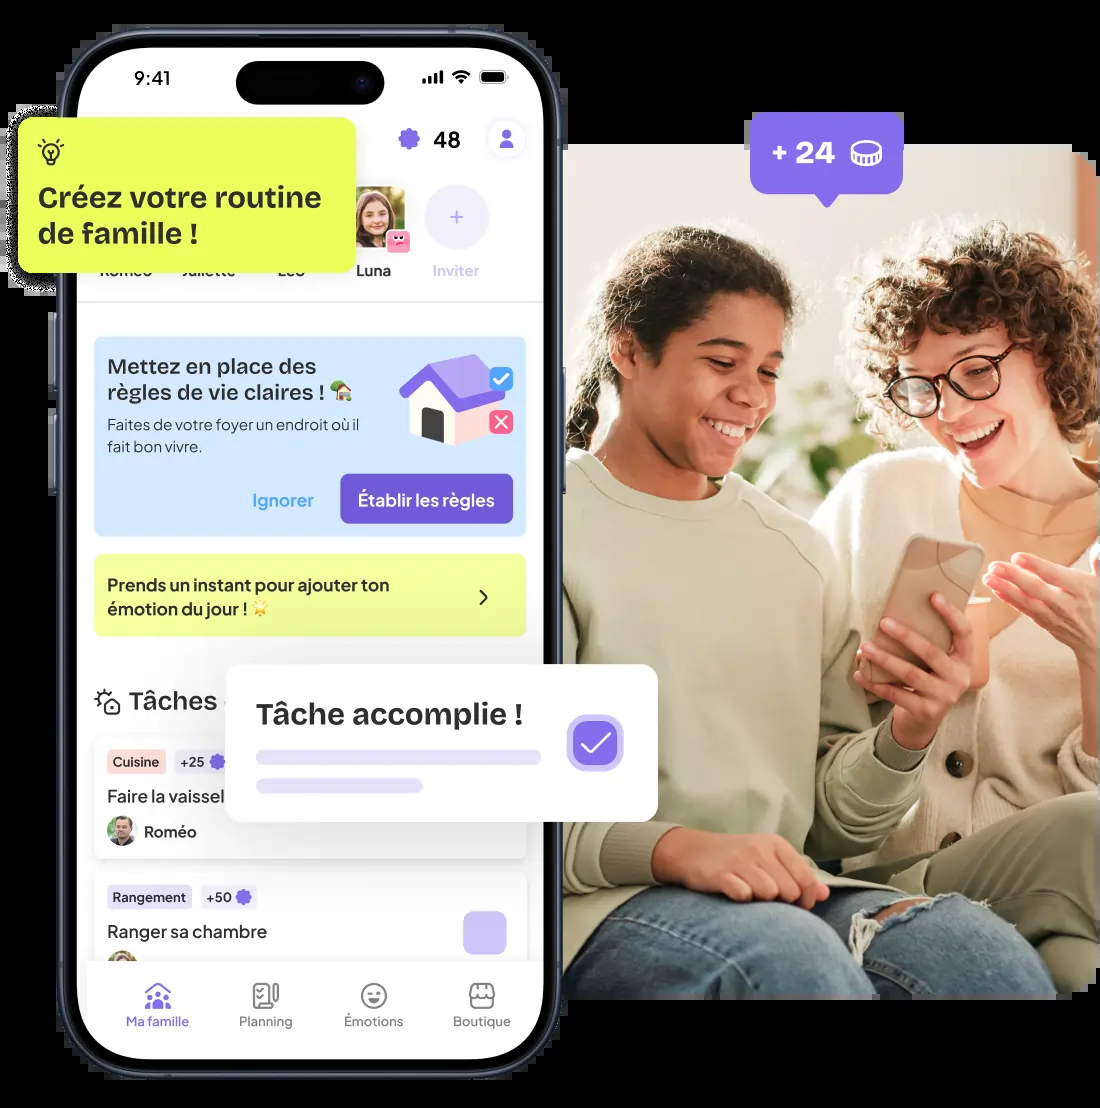 9:41
48
Créez votre routine
de famille !
Luna
Inviter
Mettez en place des
règles de vie claires !
Faites de votre foyer un endroit où il
fait bon vivre.
Ignorer
Établir les règles
Prends un instant pour ajouter ton
émotion du jour !
Tâches
Tâche accomplie !
Cuisine
+25
Faire la vaissel
Roméo
Rangement
+50
Ranger sa chambre
Ma famille
Planning
Émotions
Boutique
+ 24